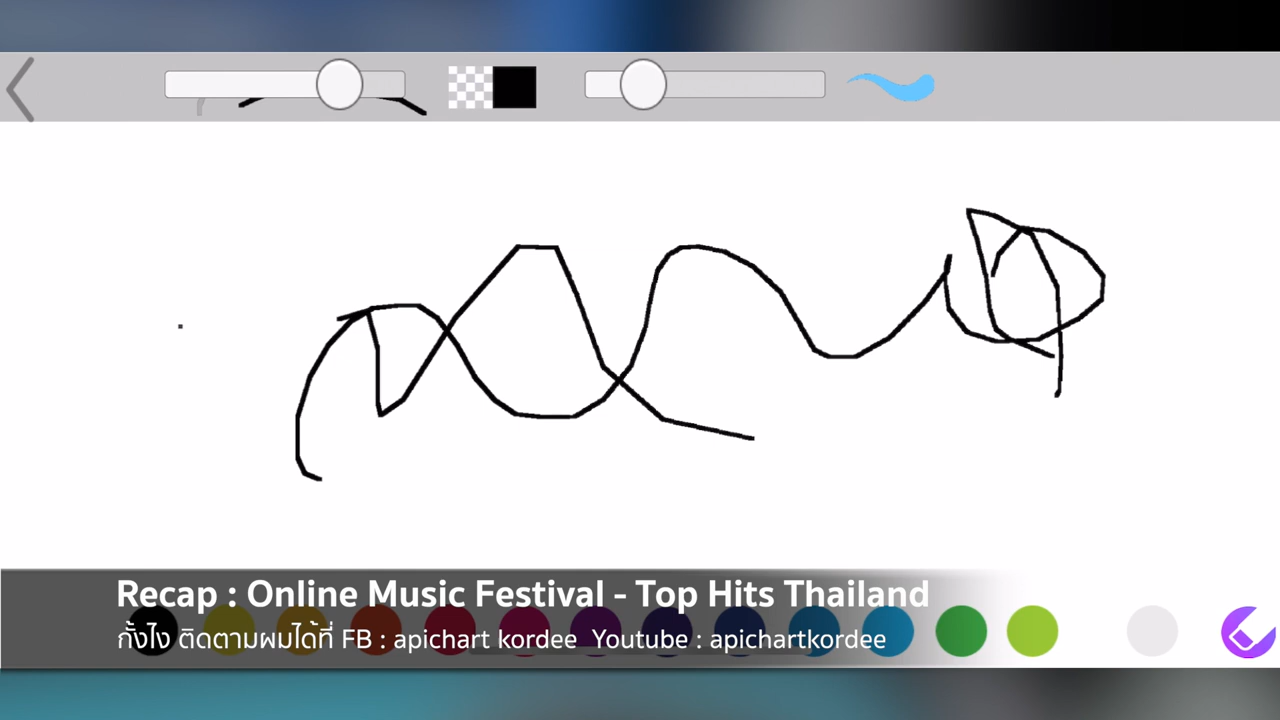 Recap : Online Music Festival - Top Hits Thailand
กั้งไง ติดตามผมได้ที่ FB : apichart kordee Youtube : apichartkordee